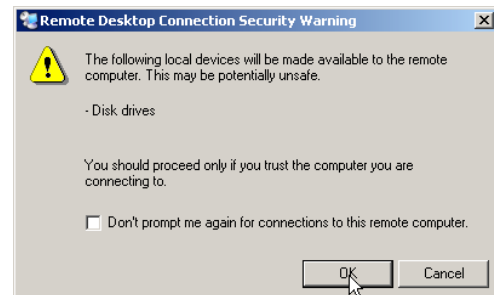 Remote Desktop Connection Security Warning
The following local devices will be made available to the remote
computer. This may be potentially unsafe.
- Disk drives
You should proceed only if you trust the computer you are
connecting to.
Don't prompt me again for connections to this remote computer.
OK Cancel